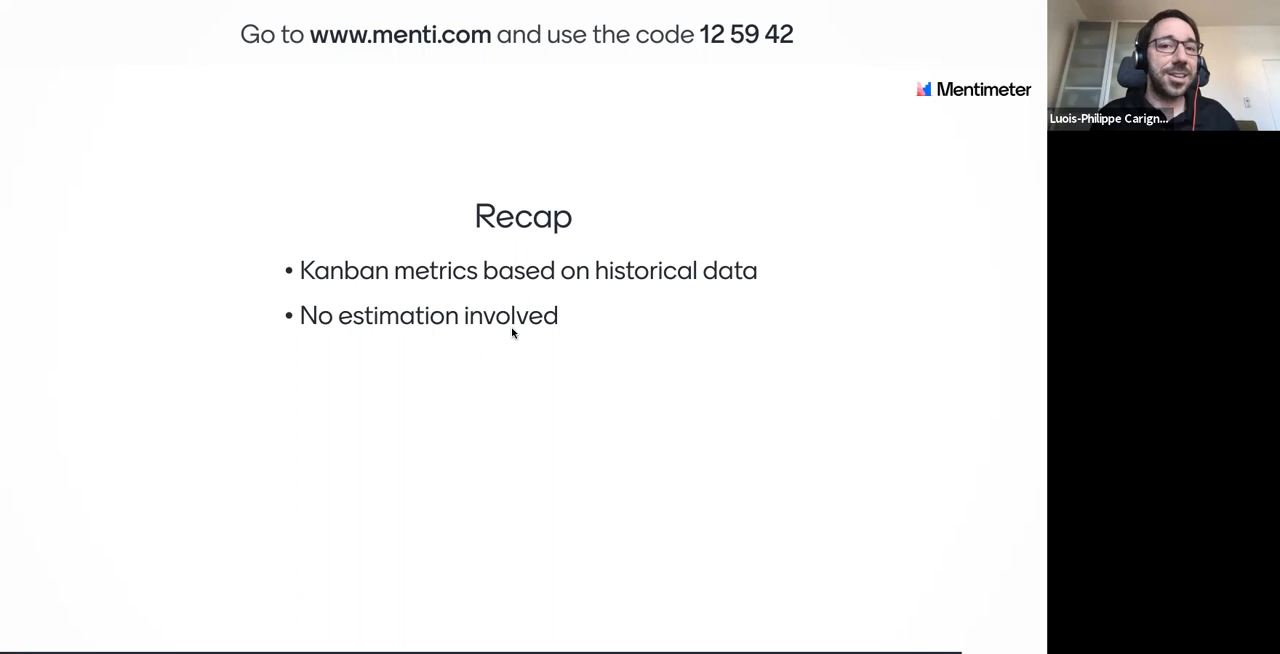 Go to www.menti.com and use the code 12 59 42
Mentimeter
Luois-Philippe Carign...
Recap
• Kanban metrics based on historical data
• No estimation involved